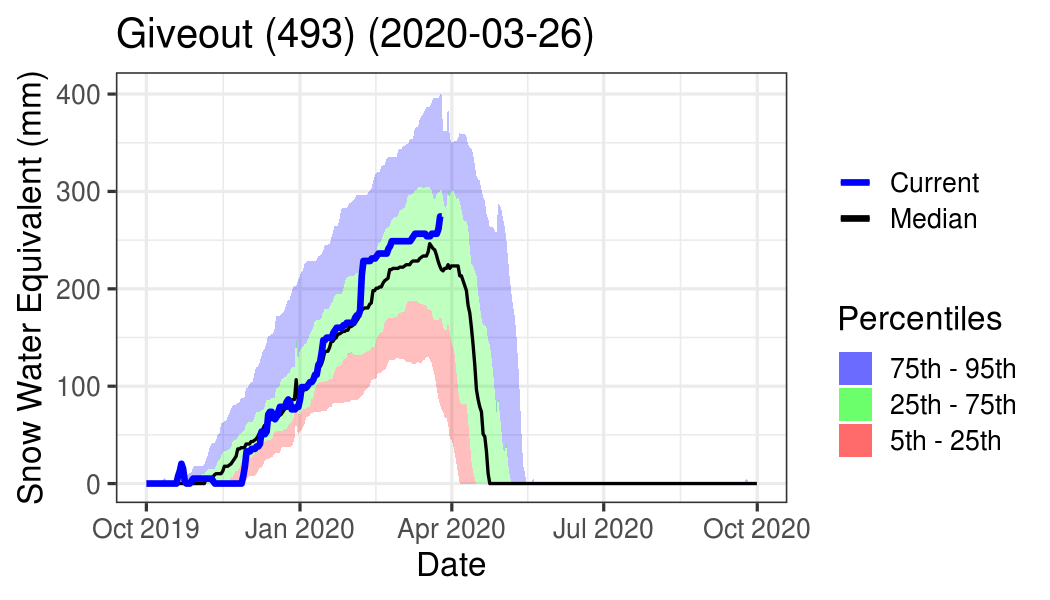 Giveout (493) (2020-03-26)
Snow Water Equivalent (mm)
400
300
200
100
0
Oct 2019
Jan 2020
Apr 2020
Jul 2020
Oct 2020
Date
Current
Median
Percentiles
75th - 95th
25th - 75th
5th - 25th